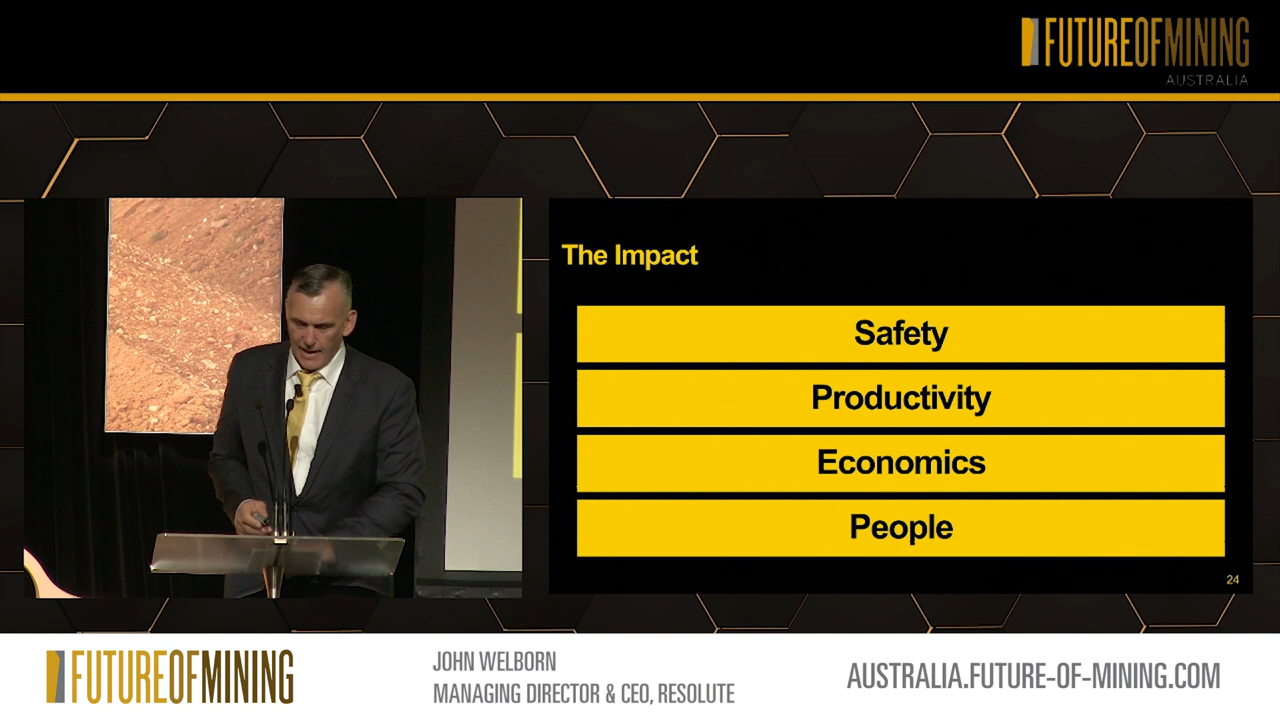 FUTUREOFMINING
AUSTRALIA
The Impact
Safety
Productivity
Economics
People
24
FUTUREOFMINING
JOHN WELBORN
MANAGING DIRECTOR & CEO, RESOLUTE
AUSTRALIA.FUTURE-OF-MINING.COM